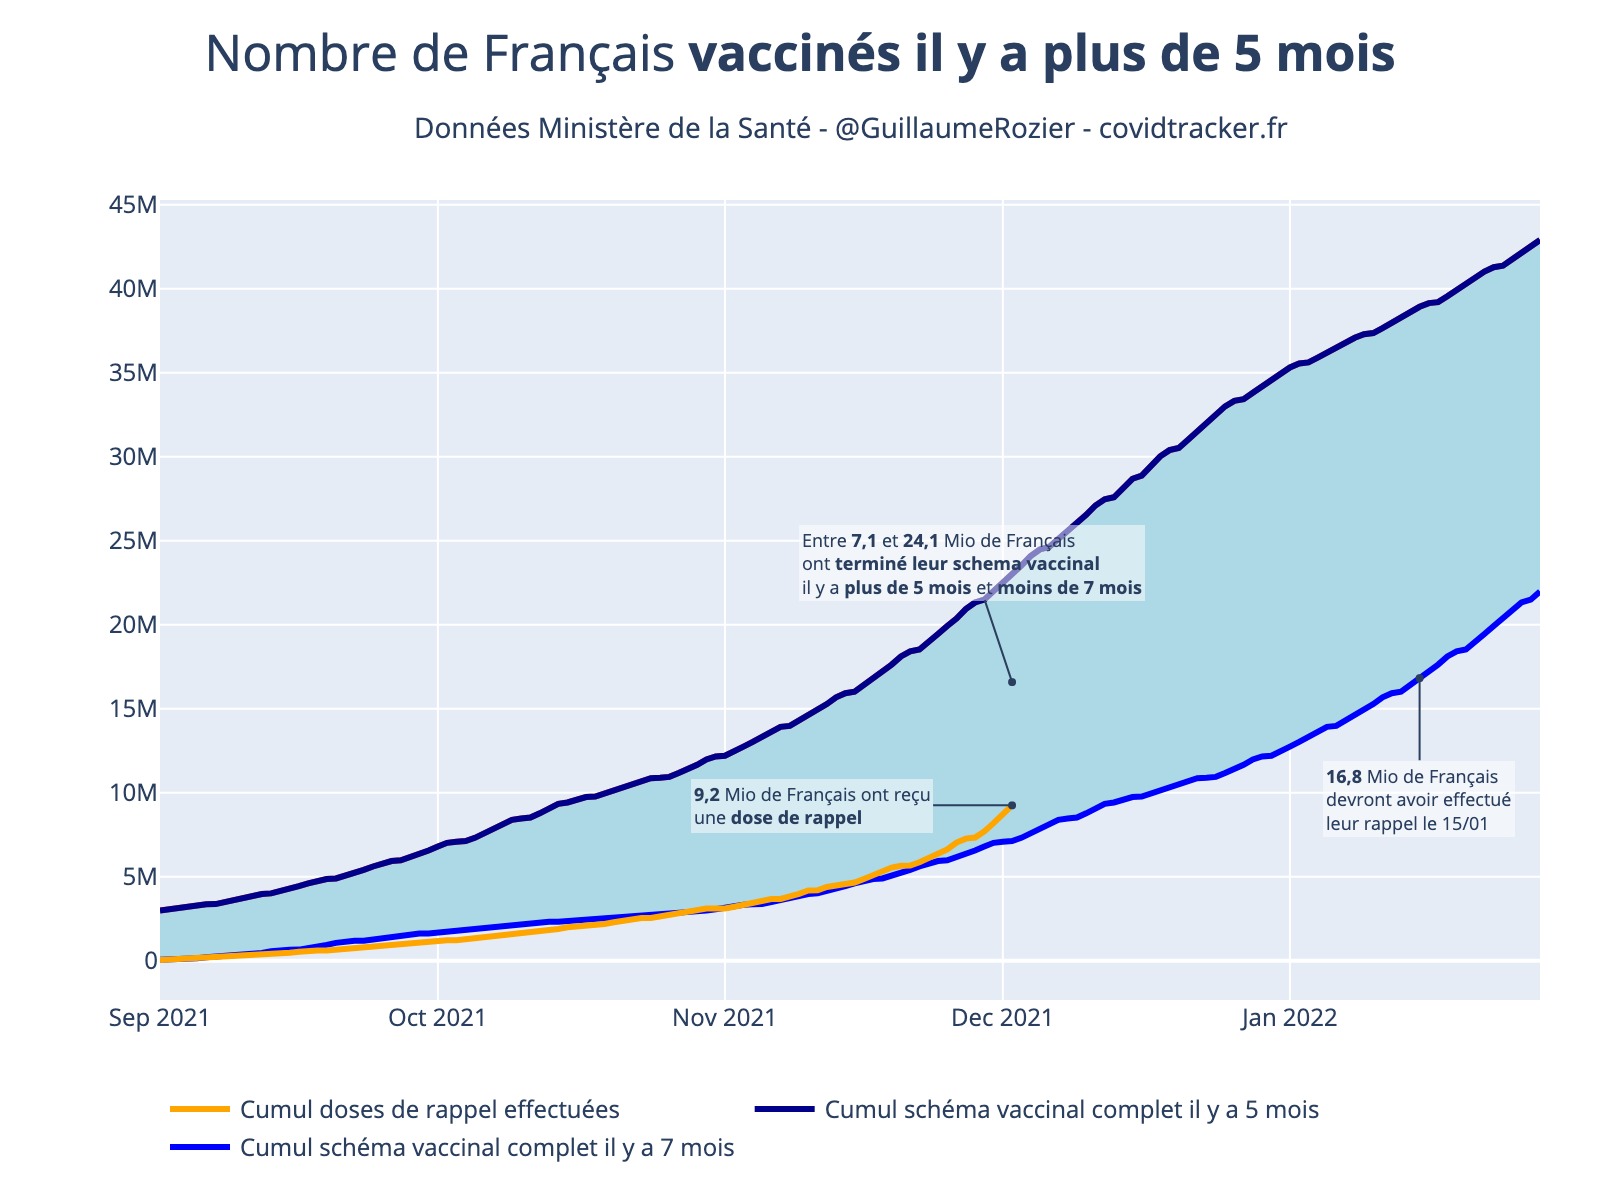 Nombre de Français vaccinés il y a plus de 5 mois
Données Ministère de la Santé - @GuillaumeRozier - covidtracker.fr
45M
40M
35M
30M
25M
20M
15M
10M
5M
0
Entre 7,1 et 24,1 Mio de Français
ont terminé leur schema vaccinal
il y a plus de 5 mois et moins de 7 mois
9,2 Mio de Français ont reçu
une dose de rappel
16,8 Mio de Français
devront avoir effectué
leur rappel le 15/01
Sep 2021 Oct 2021 Nov 2021 Dec 2021 Jan 2022
Cumul doses de rappel effectuées Cumul schéma vaccinal complet il y a 5 mois
Cumul schéma vaccinal complet il y a 7 mois